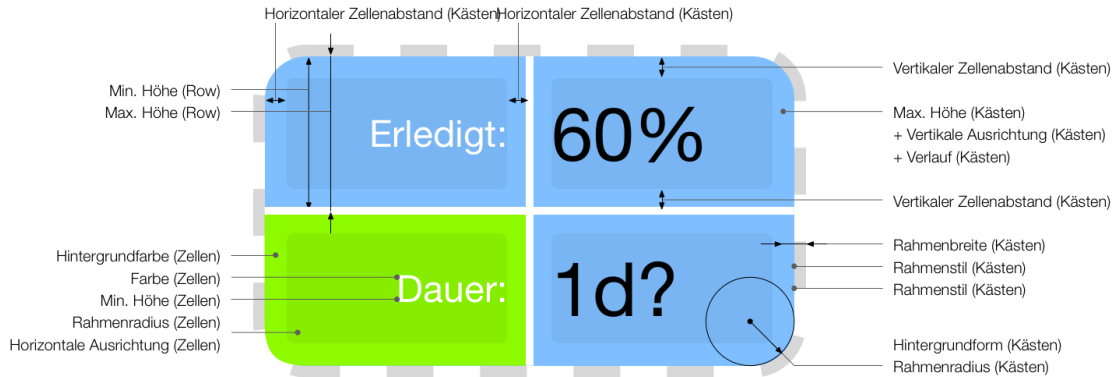 Horizontaler Zellenabstand (Kästen)
Horizontaler Zellenabstand (Kästen)
Vertikaler Zellenabstand (Kästen)
Min. Höhe (Row)
Max. Höhe (Row)
Max. Höhe (Kästen)
+ Vertikale Ausrichtung (Kästen)
+ Verlauf (Kästen)
Erledigt:
60%
Vertikaler Zellenabstand (Kästen)
Hintergrundfarbe (Zellen)
Farbe (Zellen)
Min. Höhe (Zellen)
Rahmenradius (Zellen)
Horizontale Ausrichtung (Zellen)
Dauer:
1d?
Rahmenbreite (Kästen)
Rahmenstil (Kästen)
Rahmenstil (Kästen)
Hintergrundform (Kästen)
Rahmenradius (Kästen)